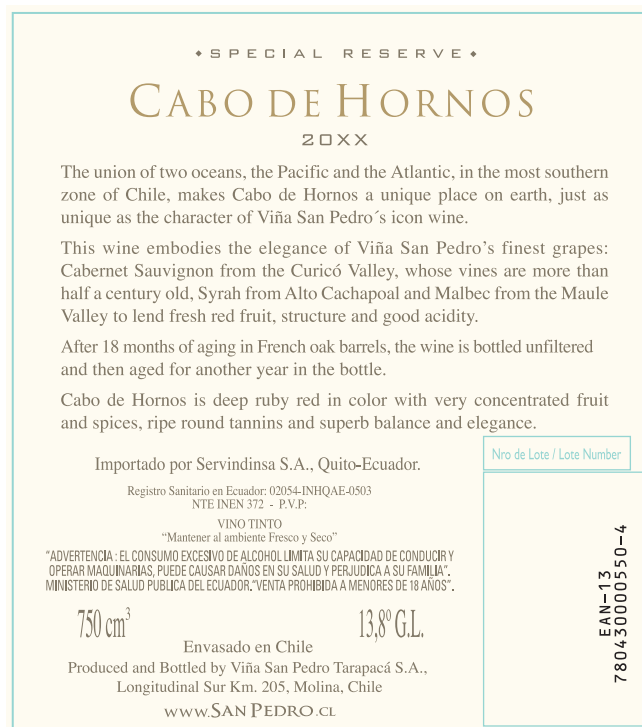 • SPECIAL RESERVE •
CABO DE HORNOS
20XX
The union of two oceans, the Pacific and the Atlantic, in the most southern
zone of Chile, makes Cabo de Hornos a unique place on earth, just as
unique as the character of Viña San Pedro´s icon wine.
This wine embodies the elegance of Viña San Pedro’s finest grapes:
Cabernet Sauvignon from the Curicó Valley, whose vines are more than
half a century old, Syrah from Alto Cachapoal and Malbec from the Maule
Valley to lend fresh red fruit, structure and good acidity.
After 18 months of aging in French oak barrels, the wine is bottled unfiltered
and then aged for another year in the bottle.
Cabo de Hornos is deep ruby red in color with very concentrated fruit
and spices, ripe round tannins and superb balance and elegance.
Importado por Servindinsa S.A., Quito-Ecuador.
Registro Sanitario en Ecuador: 02054-INHQAE-0503
NTE INEN 372 - P.V.P:
VINO TINTO
“Mantener al ambiente Fresco y Seco”
“ADVERTENCIA : EL CONSUMO EXCESIVO DE ALCOHOL LIMITA SU CAPACIDAD DE CONDUCIR Y
OPERAR MAQUINARIAS, PUEDE CAUSAR DAÑOS EN SU SALUD Y PERJUDICA A SU FAMILIA”.
MINISTERIO DE SALUD PUBLICA DEL ECUADOR.“VENTA PROHIBIDA A MENORES DE 18 AÑOS”.
750 cm³ 13,8º G.L.
Envasado en Chile
Produced and Bottled by Viña San Pedro Tarapacá S.A.,
Longitudinal Sur Km. 205, Molina, Chile
WWW.SAN PEDRO.CL
Nro de Lote / Lote Number
EAN-13
780430000550-4